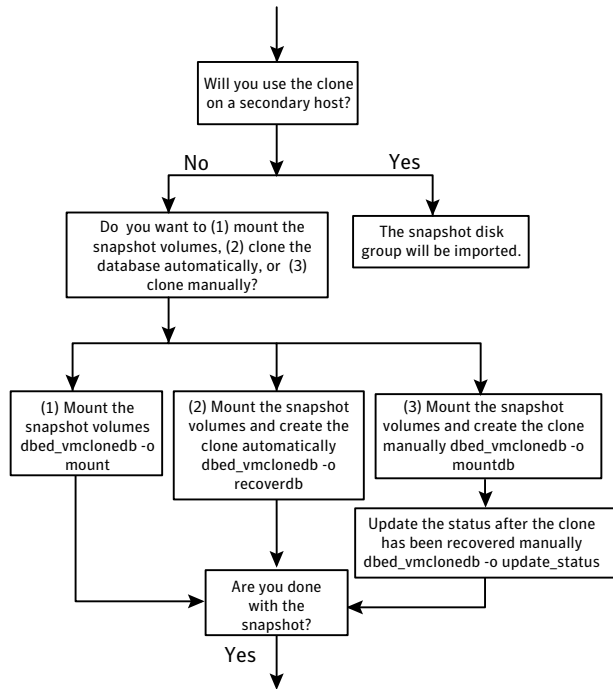 Will you use the clone
on a secondary host?
No
Yes
Do you want to (1) mount the
snapshot volumes, (2) clone the
database automatically, or (3)
clone manually?
The snapshot disk
group will be imported.
(1) Mount the
snapshot volumes
dbed_vmclonedb -o
mount
(2) Mount the snapshot
volumes and create the
clone automatically
dbed_vmclonedb -o
recoverdb
(3) Mount the snapshot
volumes and create the clone
manually dbed_vmclonedb -o
mountdb
Update the status after the clone
has been recovered manually
dbed_vmclonedb -o update_status
Are you done
with the
snapshot?
Yes